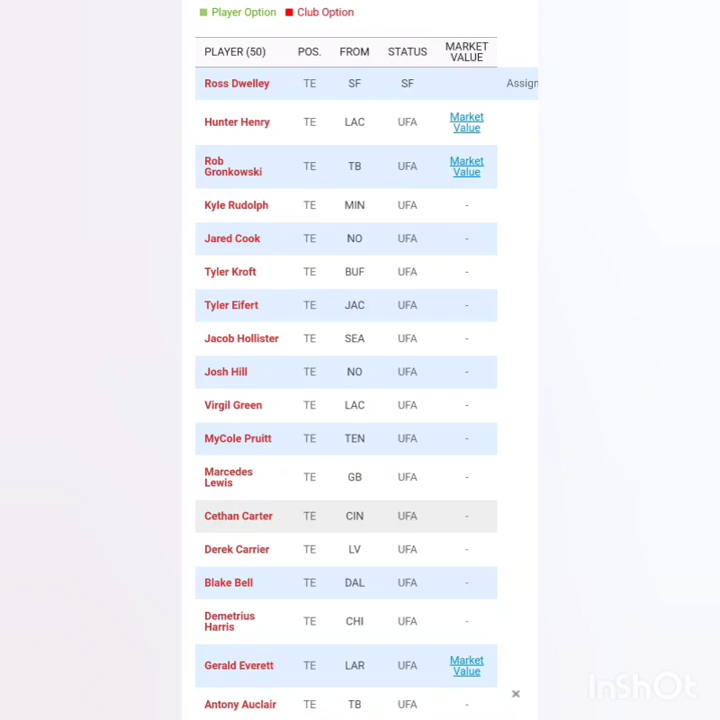 Player Option Club Option
PLAYER (50) POS. FROM STATUS MARKET
VALUE
Ross Dwelley TE SF SF Assign
Hunter Henry TE LAC UFA Market
Value
Rob
Gronkowski TE TB UFA Market
Value
Kyle Rudolph TE MIN UFA -
Jared Cook TE NO UFA -
Tyler Kroft TE BUF UFA -
Tyler Eifert TE JAC UFA -
Jacob Hollister TE SEA UFA -
Josh Hill TE NO UFA -
Virgil Green TE LAC UFA -
MyCole Pruitt TE TEN UFA -
Marcedes
Lewis TE GB UFA -
Cethan Carter TE CIN UFA -
Derek Carrier TE LV UFA -
Blake Bell TE DAL UFA -
Demetrius
Harris TE CHI UFA -
Gerald Everett TE LAR UFA Market
Value
Antony Auclair TE TB UFA -
InShOt